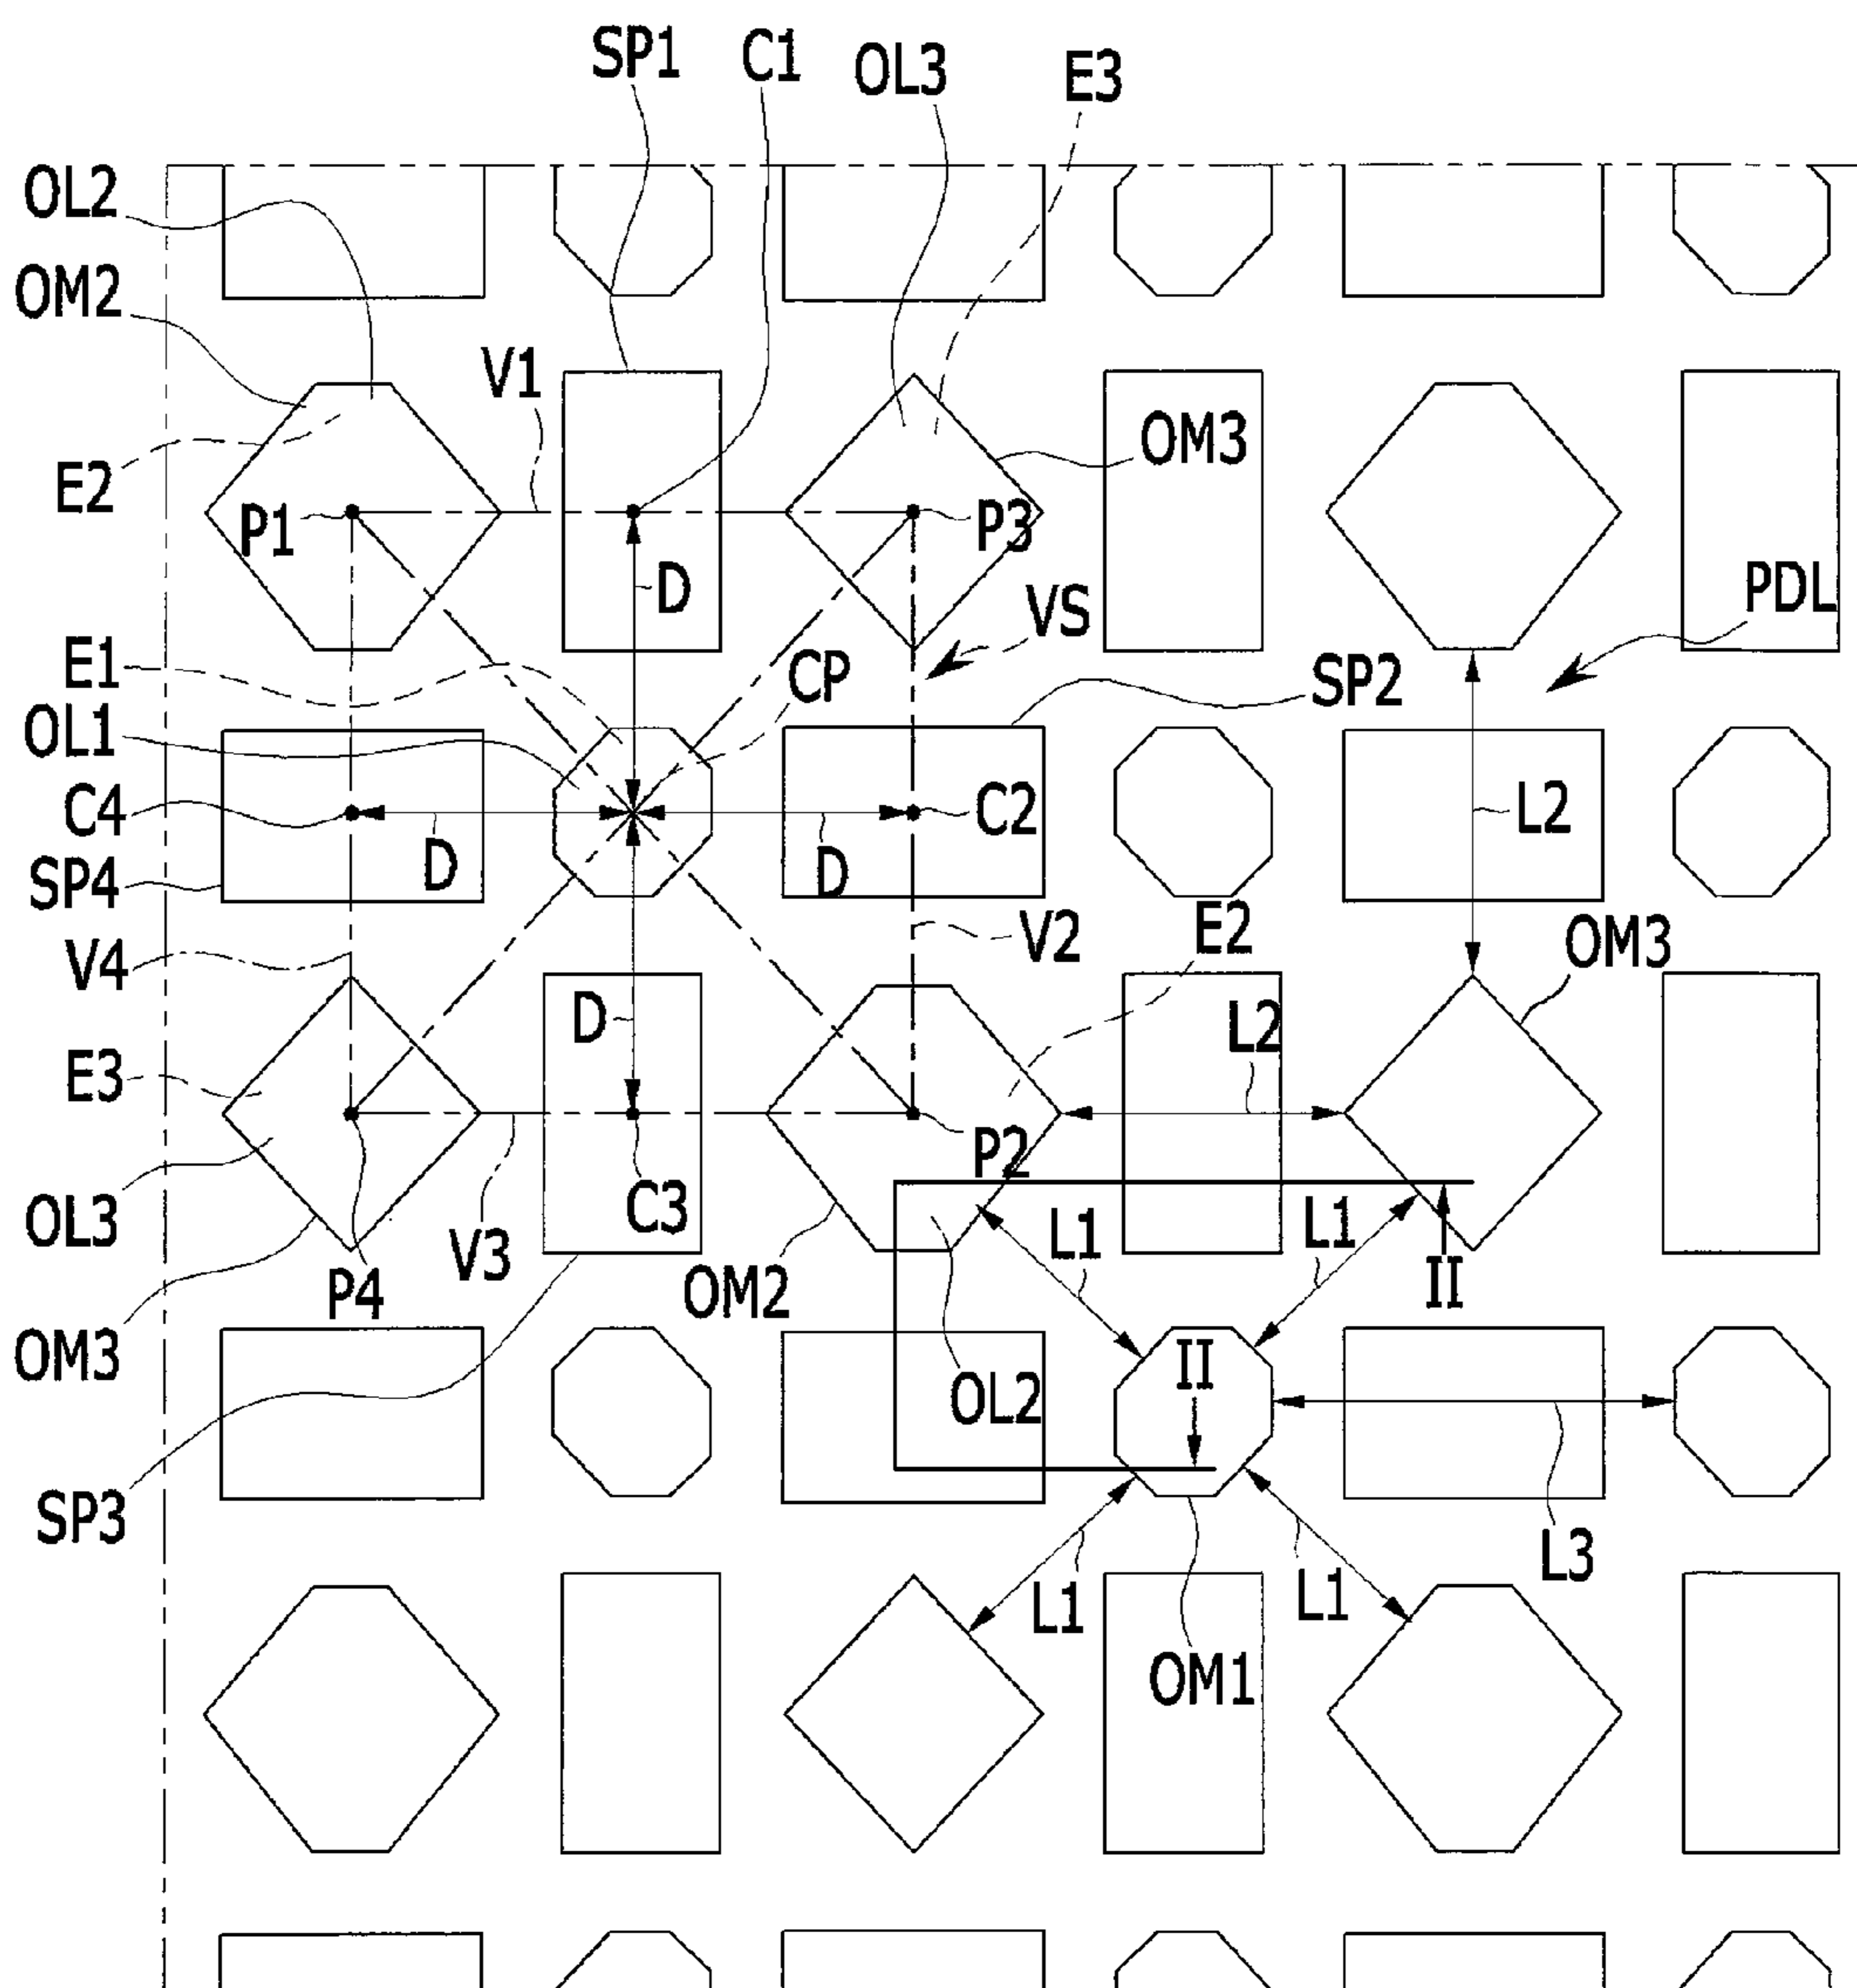 SP1 C1 OL3 E3
OL2
OM2
V1
OM3
E2
P1 P3
D
PDL
VS
E1
CP
SP2
OL1
C4 C2 L2
D D
SP4
V2 E2
V4 OM3
D L2
E3
P2
OL3 C3 L1 L1
V3
P4 OM2 II
OM3 II
OL2
SP3
L3
L1 L1
OM1